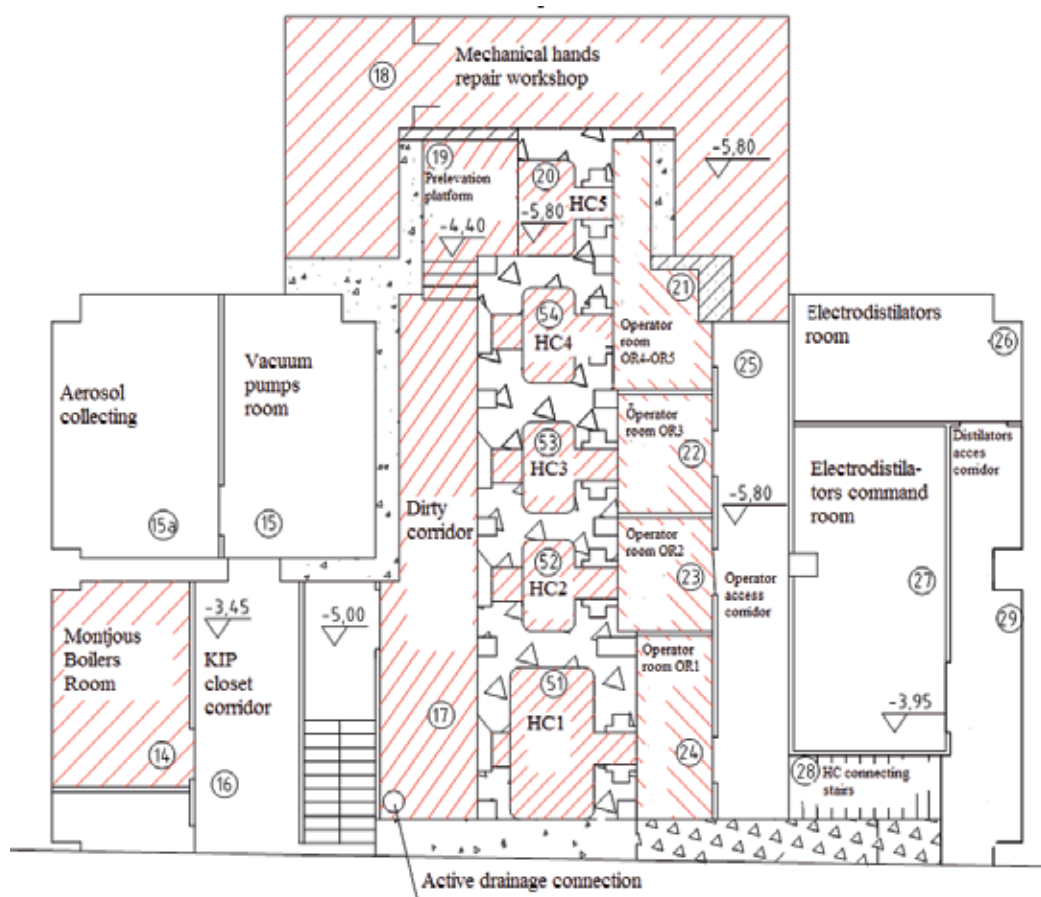 Mechanical hands
repair workshop
18
19
Prelevation
platform
-4,40
20
-5,80
HC5
-5,80
21
Operator
room
OR4-OR5
54
HC4
25
Electrodistilators
room
26
Aerosol
collecting
15a
Vacuum
pumps
room
15
Dirty
corridor
53
HC3
Operator
room OR3
22
-5,80
Electrodistila-
tors command
room
27
-3,95
Distilators
acces
corridor
29
52
HC2
Operator
room OR2
23
Operator
access
corridor
Montjous
Boilers
Room
14
-3,45
KIP
closet
corridor
16
-5,00
17
51
HC1
Operator
room OR1
24
28
HC connecting
stairs
Active drainage connection